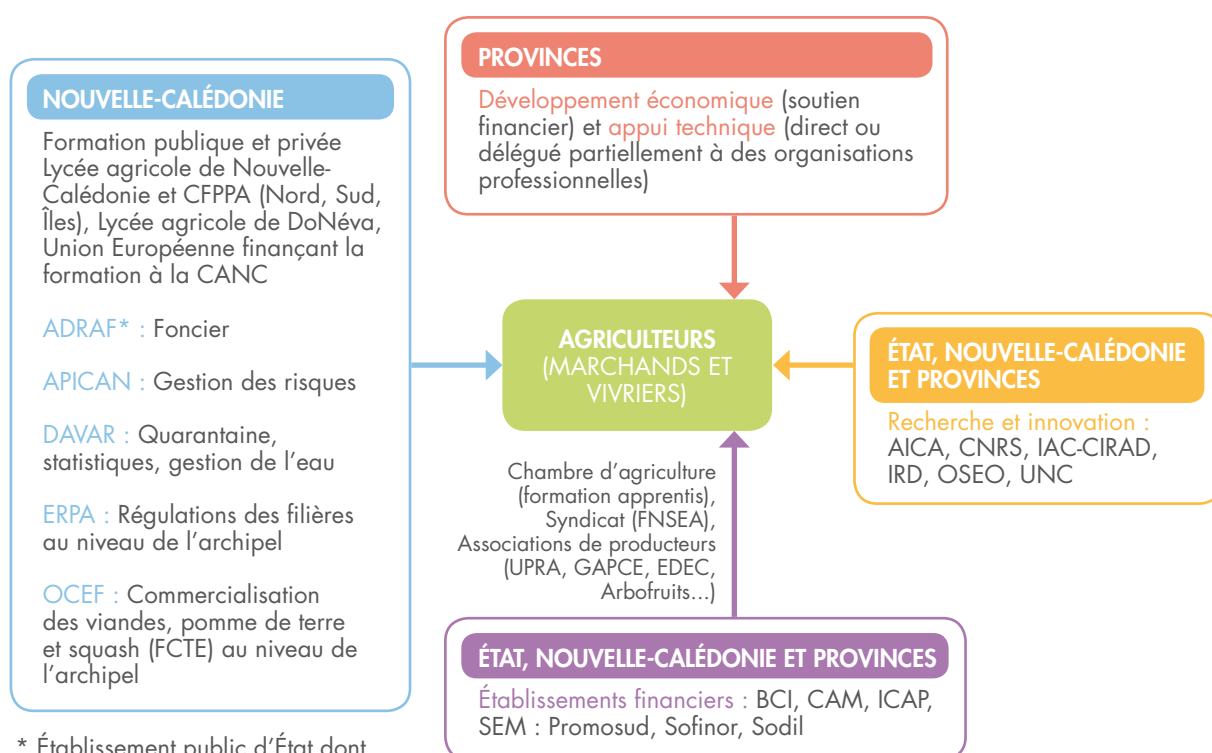 NOUVELLE-CALÉDONIE
Formation publique et privée
Lycée agricole de Nouvelle-
Calédonie et CFPPA (Nord, Sud,
Îles), Lycée agricole de DoNéva,
Union Européenne finançant la
formation à la CANC
ADRAF* : Foncier
APICAN : Gestion des risques
DAVAR : Quarantaine,
statistiques, gestion de l'eau
ERPA : Régulations des filières
au niveau de l'archipel
OCEF : Commercialisation
des viandes, pomme de terre
et squash (FCTE) au niveau de
l'archipel
* Établissement public d'État dont
PROVINCES
Développement économique (soutien
financier) et appui technique (direct ou
délégué partiellement à des organisations
professionnelles)
AGRICULTEURS
(MARCHANDS ET
VIVRIERS)
ÉTAT, NOUVELLE-CALÉDONIE
ET PROVINCES
Recherche et innovation :
AICA, CNRS, IAC-CIRAD,
IRD, OSEO, UNC
Chambre d'agriculture
(formation apprentis),
Syndicat (FNSEA),
Associations de producteurs
(UPRA, GAPCE, EDEC,
Arbofruits...)
ÉTAT, NOUVELLE-CALÉDONIE ET PROVINCES
Établissements financiers : BCI, CAM, ICAP,
SEM : Promosud, Sofinor, Sodil